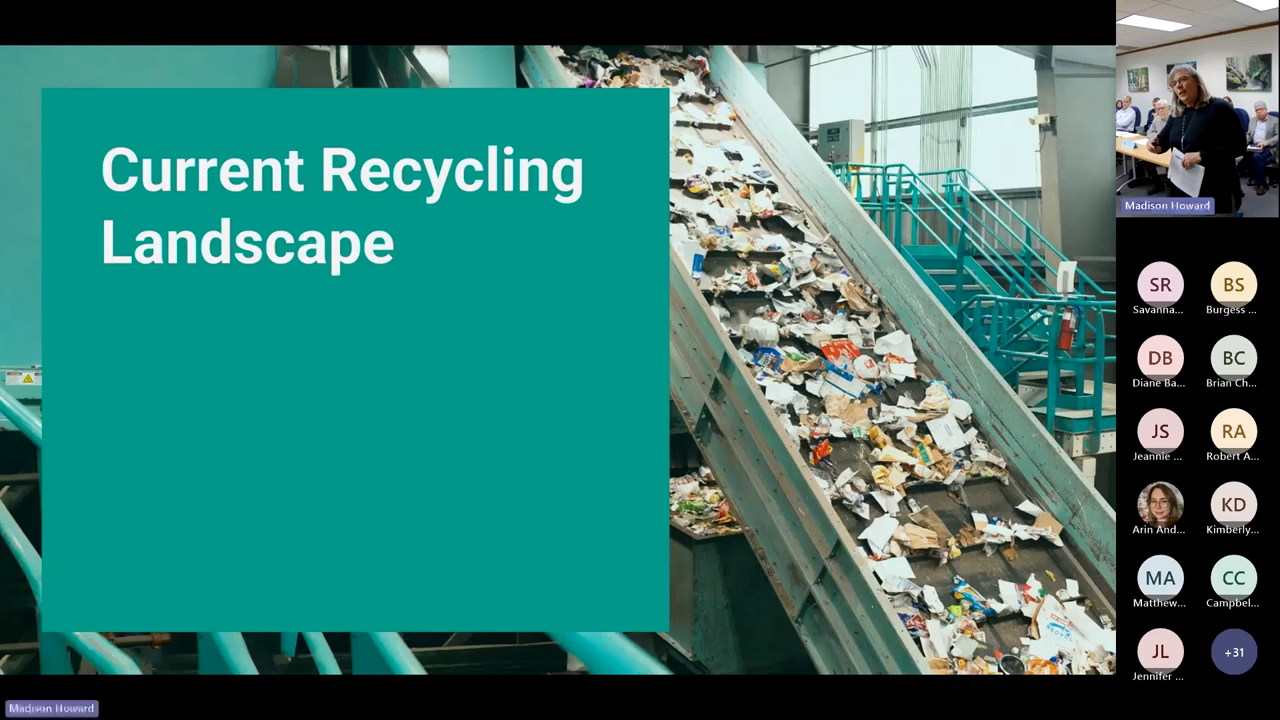 Current Recycling
Landscape
Madison Howard
SR
BS
Savanna...
Burgess ...
DB
BC
Diane Ba...
Brian Ch...
JS
RA
Jeannie ...
Robert A...
KD
Arin And...
Kimberly...
MA
CC
Matthew...
Campbel...
JL
+31
Jennifer ...
Madison Howard